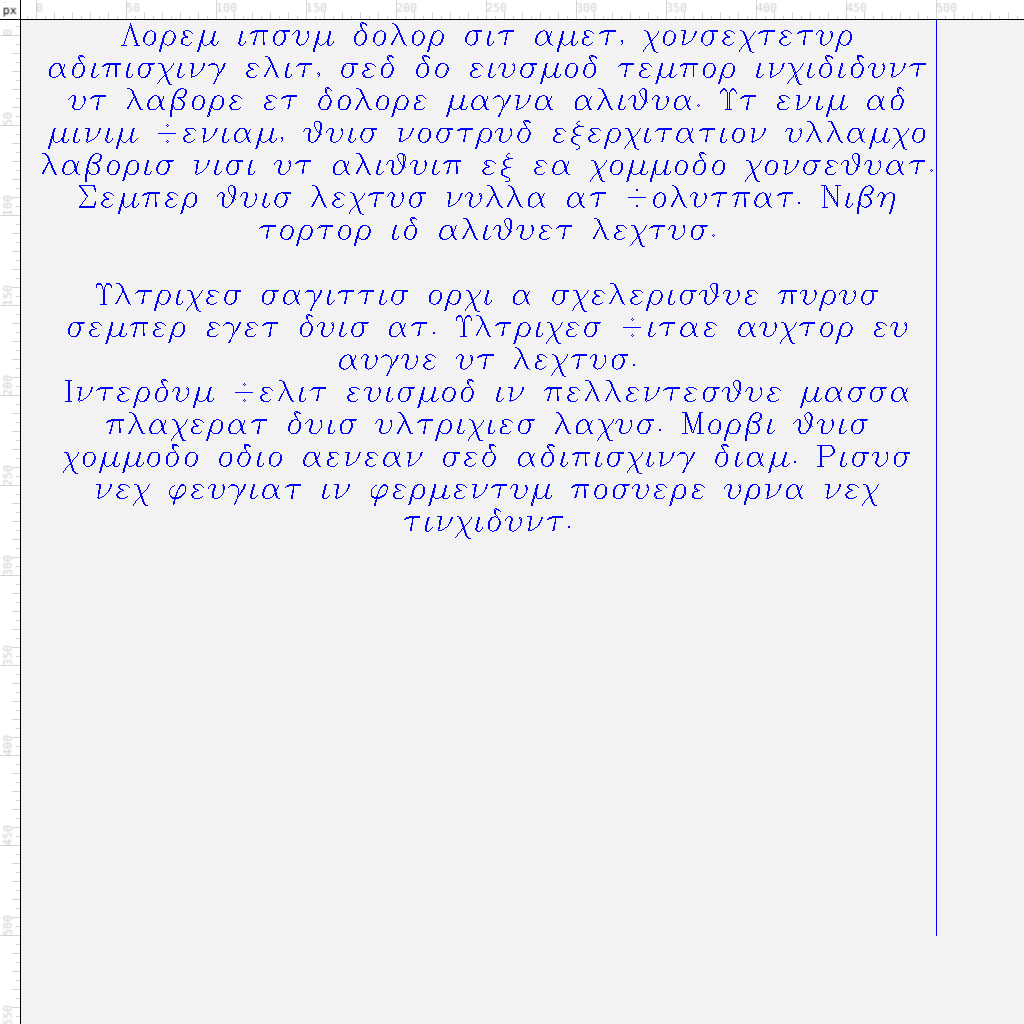 px 0 50 100 150 200 250 300 350 400 450 500
Λορεμ ιπσυμ δολορ σιτ αμετ, χονσεχτετυρ
αδιπισχινγ ελιτ, σεδ δο ειυσμοδ τεμπορ ινχιδιδυντ
υτ λαβορε ετ δολορε μαγνα αλιϑυα. ϒτ ενιμ αδ
μινιμ ÷ενιαμ, ϑυισ νοστρυδ εξερχιτατιον υλλαμχο
λαβορισ νισι υτ αλιϑυιπ εξ εα χομμοδο χονσεϑυατ.
Σεμπερ ϑυισ λεχτυσ νυλλα ατ ÷ολυτπατ. Νιβη
τορτορ ιδ αλιϑυετ λεχτυσ.
ϒλτριχεσ σαγιττισ ορχι α σχελερισϑυε πυρυσ
σεμπερ εγετ δυισ ατ. ϒλτριχεσ ÷ιταε αυχτορ ευ
αυγυε υτ λεχτυσ.
Ιντερδυμ ÷ελιτ ευισμοδ ιν πελλεντεσϑυε μασσα
πλαχερατ δυισ υλτριχιεσ λαχυσ. Μορβι ϑυισ
χομμοδο οδιο αενεαν σεδ αδιπισχινγ διαμ. Ρισυσ
νεχ φευγιατ ιν φερμεντυμ ποσυερε υρνα νεχ
τινχιδυντ.
0
50
100
150
200
250
300
350
400
450
500
550